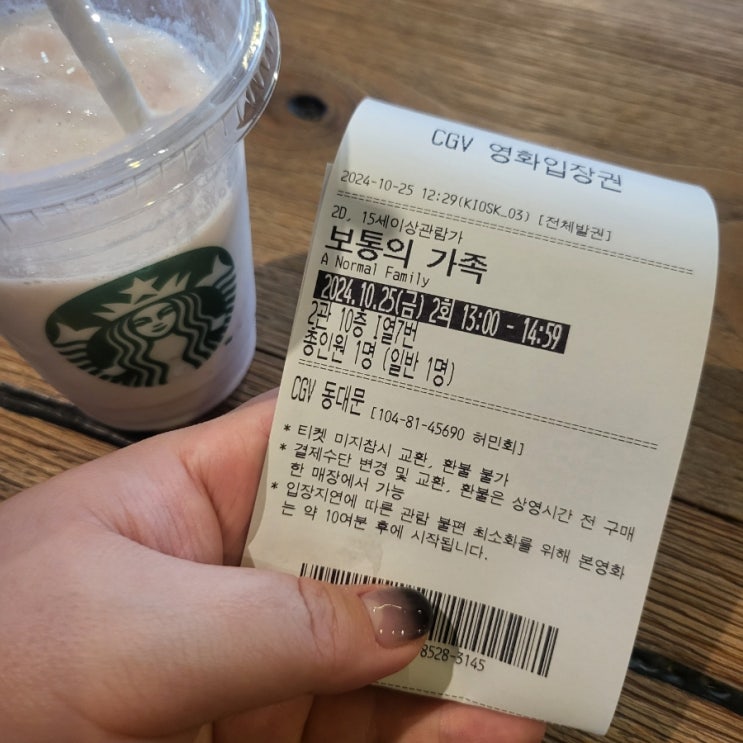 CGV 영화입장권
2024-10-25 12:29(KIOSK_03) [전체발권]
2D, 15세이상관람가
보통의 가족
A Normal Family
2024.10.25(금) 2회 13:00 - 14:59
2관 10층 I열7번
총인원 1명 (일반 1명)
CGV 동대문 [104-81-45690 허민회]
* 티켓 미지참시 교환, 환불 불가
* 결제수단 변경 및 교환, 환불은 상영시간 전 구매
한 매장에서 가능
* 입장지연에 따른 관람 불편 최소화를 위해 본영화
는 약 10여분 후에 시작됩니다.
8528-3145